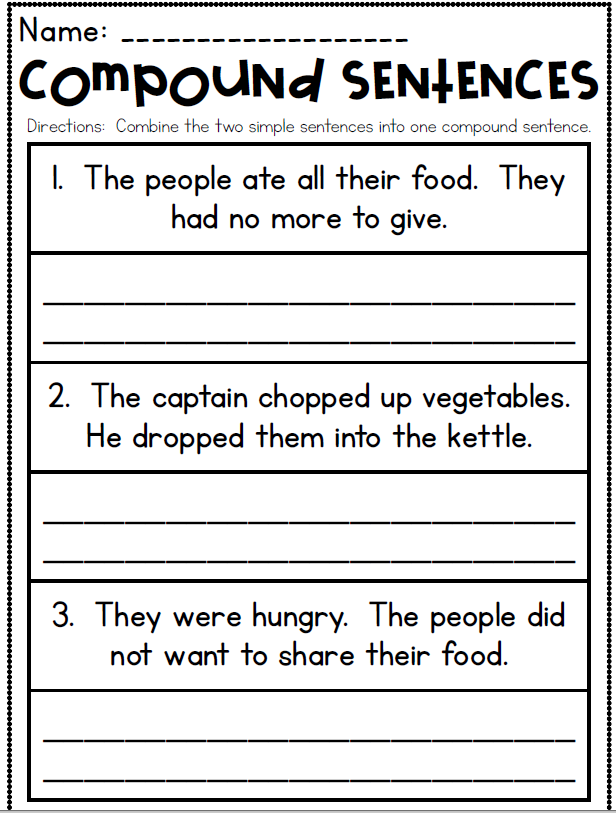 Name: ___________________
Compound Sentences
Directions: Combine the two simple sentences into one compound sentence.
1. The people ate all their food. They
had no more to give.
2. The captain chopped up vegetables.
He dropped them into the kettle.
3. They were hungry. The people did
not want to share their food.